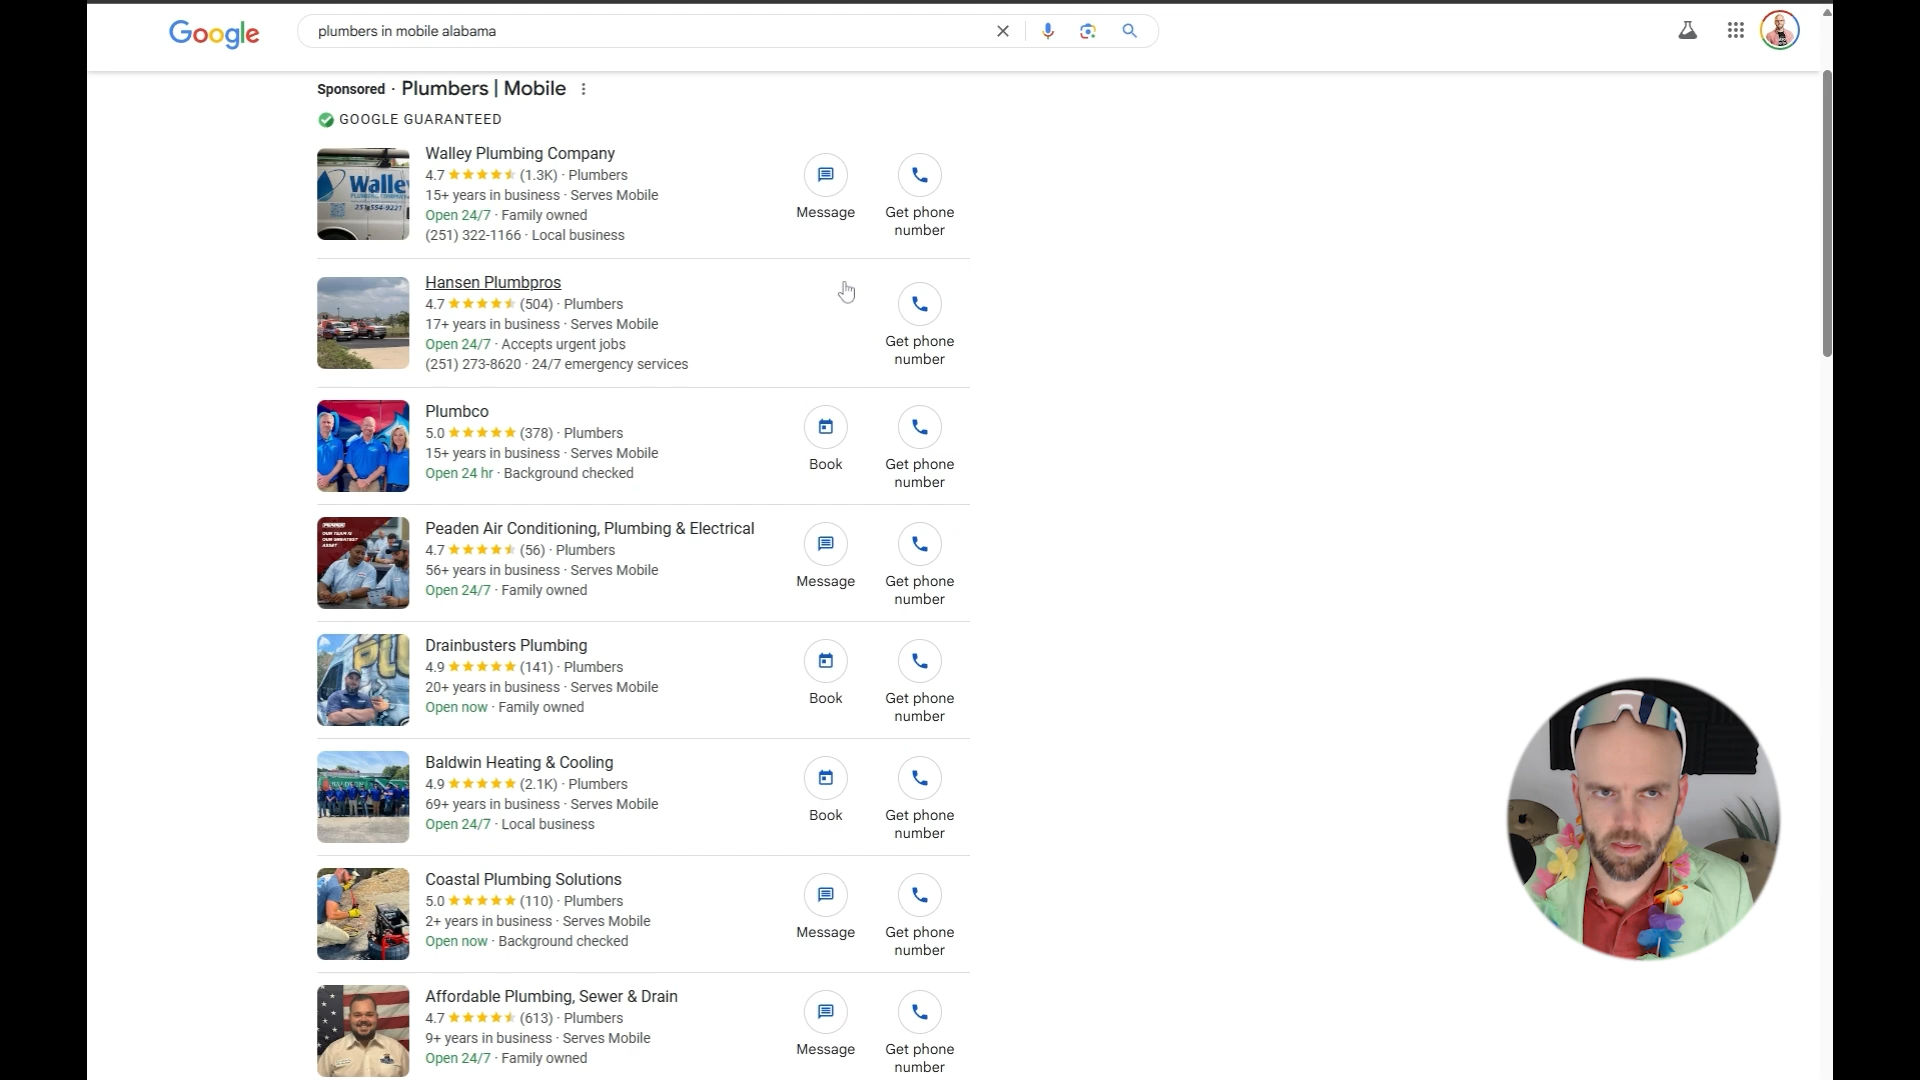 Google
plumbers in mobile alabama
Sponsored · Plumbers | Mobile
GOOGLE GUARANTEED
Walley Plumbing Company
4.7 (1.3K) · Plumbers
15+ years in business · Serves Mobile
Open 24/7 · Family owned
(251) 322-1166 · Local business
Message
Get phone
number
Walley
251-554-9221
Hansen Plumbpros
4.7 (504) · Plumbers
17+ years in business · Serves Mobile
Open 24/7 · Accepts urgent jobs
(251) 273-8620 · 24/7 emergency services
Get phone
number
Plumbco
5.0 (378) · Plumbers
15+ years in business · Serves Mobile
Open 24 hr · Background checked
Book
Get phone
number
Peaden Air Conditioning, Plumbing & Electrical
4.7 (56) · Plumbers
56+ years in business · Serves Mobile
Open 24/7 · Family owned
Message
Get phone
number
OUR TEAM IS
OUR GREATEST
ASSET
Drainbusters Plumbing
4.9 (141) · Plumbers
20+ years in business · Serves Mobile
Open now · Family owned
Book
Get phone
number
Baldwin Heating & Cooling
4.9 (2.1K) · Plumbers
69+ years in business · Serves Mobile
Open 24/7 · Local business
Book
Get phone
number
Coastal Plumbing Solutions
5.0 (110) · Plumbers
2+ years in business · Serves Mobile
Open now · Background checked
Message
Get phone
number
Affordable Plumbing, Sewer & Drain
4.7 (613) · Plumbers
9+ years in business · Serves Mobile
Open 24/7 · Family owned
Message
Get phone
number